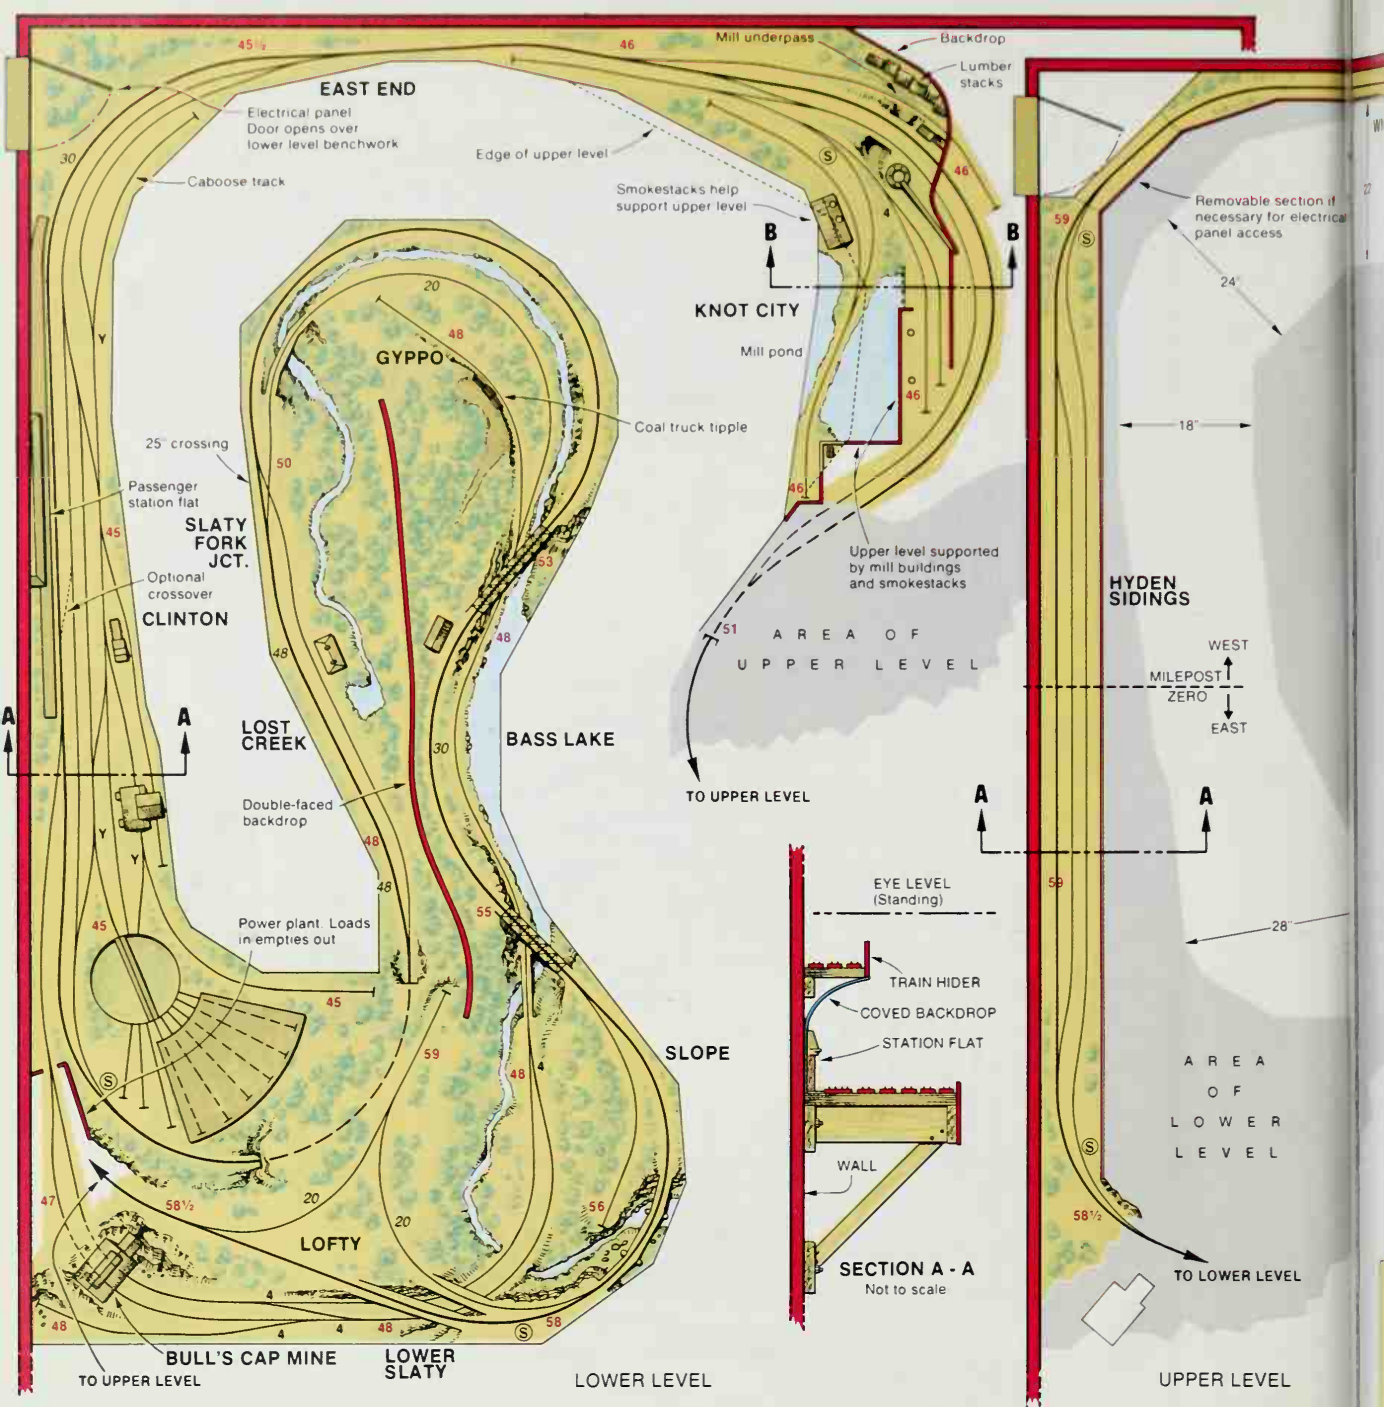 45½
46
Mill underpass
Backdrop
Lumber
stacks
EAST END
Electrical panel
Door opens over
lower level benchwork
30
Caboose track
Edge of upper level
Smokestacks help
support upper level
S
4
46
B
B
KNOT CITY
Mill pond
46
46
Y
20
48
GYPPO
Coal truck tipple
25" crossing
50
Passenger
station flat
SLATY
FORK
JCT.
45
Optional
crossover
CLINTON
53
48
48
Upper level supported
by mill buildings
and smokestacks
51
AREA OF
UPPER LEVEL
TO UPPER LEVEL
A
A
LOST
CREEK
30
BASS LAKE
Double-faced
backdrop
Y
Y
48
48
45
Power plant. Loads
in-empties out
55
45
59
48
4
SLOPE
S
47
58½
20
20
56
LOFTY
4
48
4
4
48
S
58
BULL'S CAP MINE
LOWER
SLATY
TO UPPER LEVEL
LOWER LEVEL
EYE LEVEL
(Standing)
TRAIN HIDER
COVED BACKDROP
STATION FLAT
WALL
SECTION A - A
Not to scale
59
S
Removable section if
necessary for electrical
panel access
24"
18"
HYDEN
SIDINGS
WEST
MILEPOST
ZERO
EAST
A
A
59
28"
AREA
OF
LOWER
LEVEL
S
58½
TO LOWER LEVEL
UPPER LEVEL
22